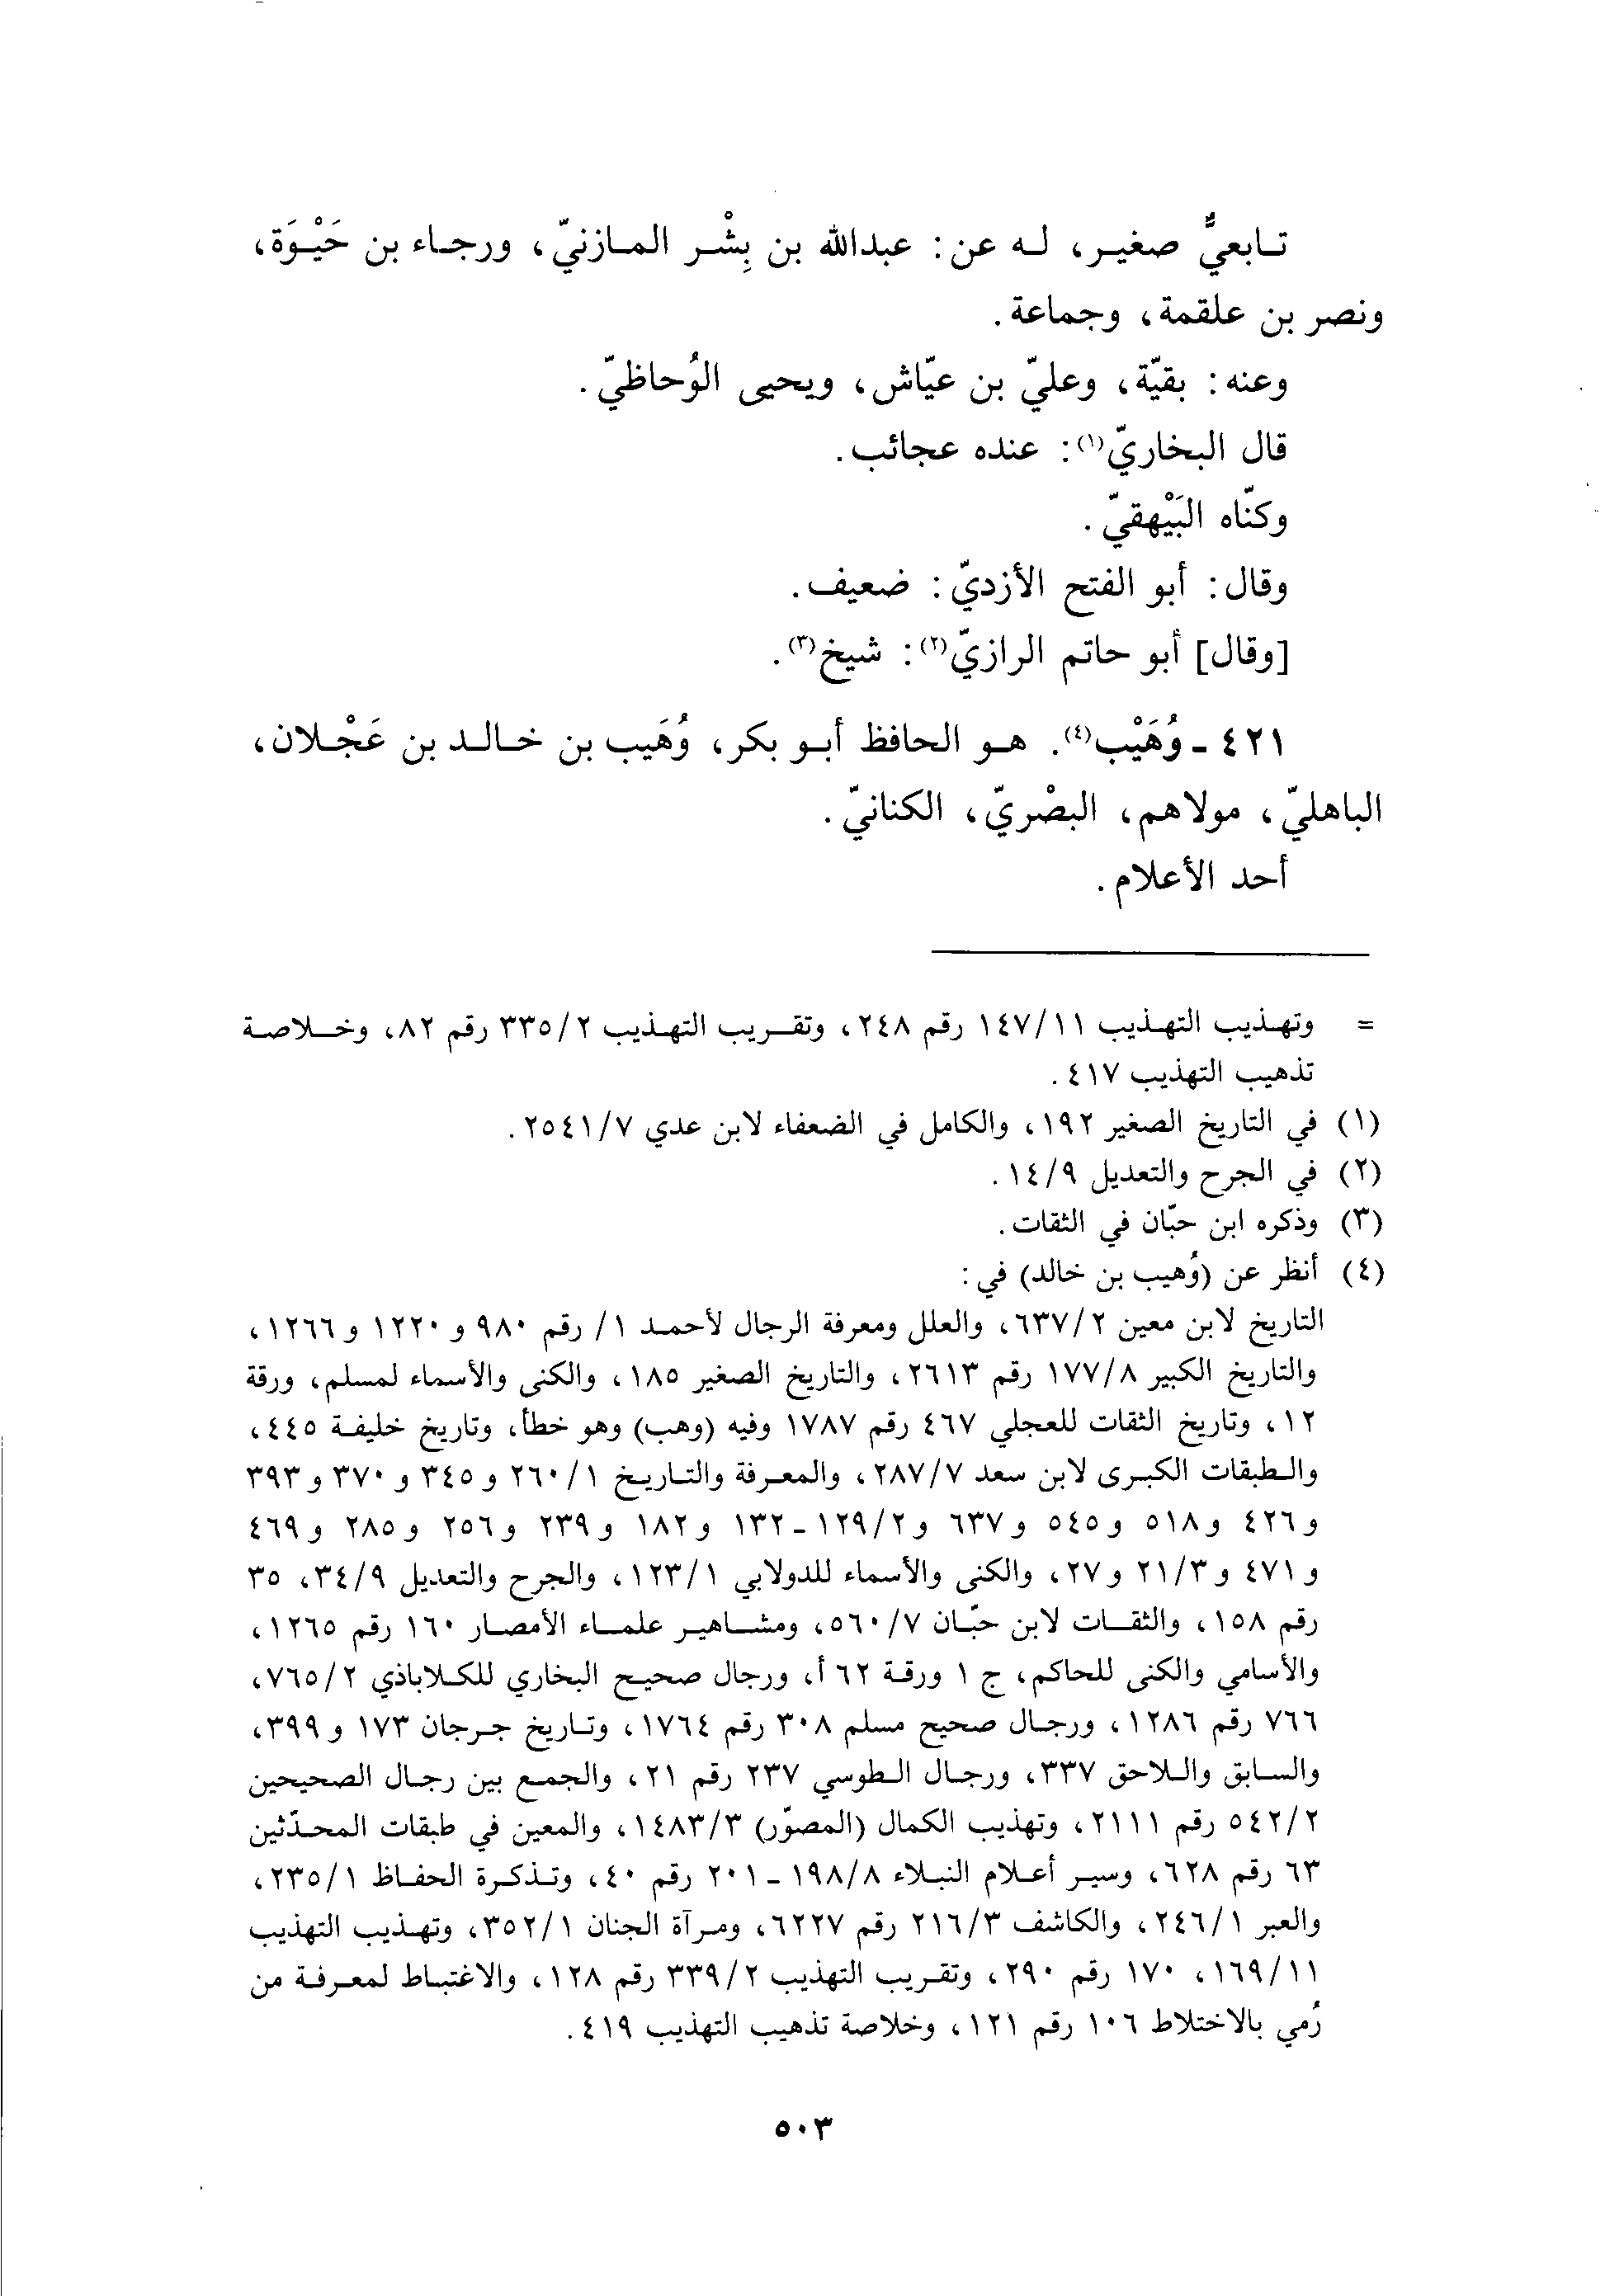 تـابعيٌّ صغيـر، لـه عن: عبدالله بن بِشْـر المـازنيّ، ورجـاء بن حَيْـوَة،
ونصر بن علقمة، وجماعة.
وعنه: بقيّة، وعليّ بن عيّاش، ويحيى الوُحاظيّ.
قال البخاريّ(١): عنده عجائب.
وكنّاه البَيْهقيّ.
وقال: أبو الفتح الأزديّ: ضعيف.
[وقال] أبو حاتم الرازيّ(٢): شيخ(٣).
٤٢١ - وُهَيْب(٤). هـو الحافظ أبـو بكر، وُهَيب بن خـالـد بن عَجْـلان،
الباهليّ، مولاهم، البصْريّ، الكنانيّ.
أحد الأعلام.
= وتهـذيب التهـذيب ١٤٧/١١ رقم ٢٤٨، وتقـريب التهـذيب ٣٣٥/٢ رقم ٨٢، وخـلاصـة
تذهيب التهذيب ٤١٧.
(١) في التاريخ الصغير ١٩٢، والكامل في الضعفاء لابن عدي ٢٥٤١/٧.
(٢) في الجرح والتعديل ١٤/٩.
(٣) وذكره ابن حبّان في الثقات.
(٤) أنظر عن (وُهيب بن خالد) في:
التاريخ لابن معين ٦٣٧/٢، والعلل ومعرفة الرجال لأحمـد ١/ رقم ٩٨٠ و ١٢٢٠ و ١٢٦٦،
والتاريخ الكبير ١٧٧/٨ رقم ٢٦١٣، والتاريخ الصغير ١٨٥، والكنى والأسماء لمسلم، ورقة
١٢، وتاريخ الثقات للعجلي ٤٦٧ رقم ١٧٨٧ وفيه (وهب) وهو خطأ، وتاريخ خليفـة ٤٤٥،
والـطبقات الكبـرى لابن سعد ٢٨٧/٧، والمعـرفة والتـاريـخ ٢٦٠/١ و ٣٤٥ و ٣٧٠ و ٣٩٣
و ٤٢٦ و ٥١٨ و ٥٤٥ و ٦٣٧ و ١٢٩/٢ - ١٣٢ و ١٨٢ و ٢٣٩ و ٢٥٦ و ٢٨٥ و ٤٦٩
و ٤٧١ و ٢١/٣ و ٢٧، والكنى والأسماء للدولابي ١٢٣/١، والجرح والتعديل ٣٤/٩، ٣٥
رقم ١٥٨، والثقـات لابن حبّـان ٥٦٠/٧، ومشـاهيـر علمـاء الأمصـار ١٦٠ رقم ١٢٦٥،
والأسامي والكنى للحاكم، ج ١ ورقـة ٦٢ أ، ورجال صحيـح البخاري للكـلاباذي ٧٦٥/٢،
٧٦٦ رقم ١٢٨٦، ورجـال صحيح مسلم ٣٠٨ رقم ١٧٦٤، وتـاريخ جـرجان ١٧٣ و ٣٩٩،
والسـابق والـلاحق ٣٣٧، ورجـال الـطوسي ٢٣٧ رقم ٢١، والجمـع بين رجـال الصحيحين
٥٤٢/٢ رقم ٢١١١، وتهذيب الكمال (المصوّر) ١٤٨٣/٣، والمعين في طبقات المحـدّثين
٦٣ رقم ٦٢٨، وسيـر أعـلام النبـلاء ١٩٨/٨ - ٢٠١ رقم ٤٠، وتـذكـرة الحفـاظ ٢٣٥/١،
والعبر ٢٤٦/١، والكاشف ٢١٦/٣ رقم ٦٢٢٧، ومـرآة الجنان ٣٥٢/١، وتهـذيب التهذيب
١٦٩/١١، ١٧٠ رقم ٢٩٠، وتقـريب التهذيب ٣٣٩/٢ رقم ١٢٨، والاغتبـاط لمعـرفـة من
رُمي بالاختلاط ١٠٦ رقم ١٢١، وخلاصة تذهيب التهذيب ٤١٩.
٥٠٣